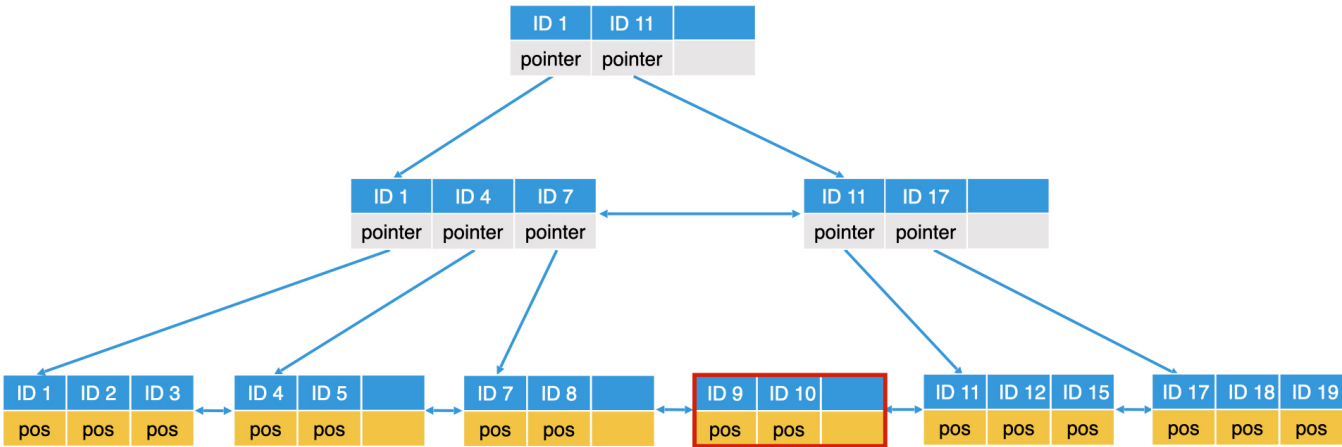 ID 1 ID 11
pointer pointer
ID 1 ID 4 ID 7 ID 11 ID 17
pointer pointer pointer pointer pointer
ID 1 ID 2 ID 3 ID 4 ID 5 ID 7 ID 8 ID 9 ID 10 ID 11 ID 12 ID 15 ID 17 ID 18 ID 19
pos pos pos pos pos pos pos pos pos pos pos pos pos pos pos